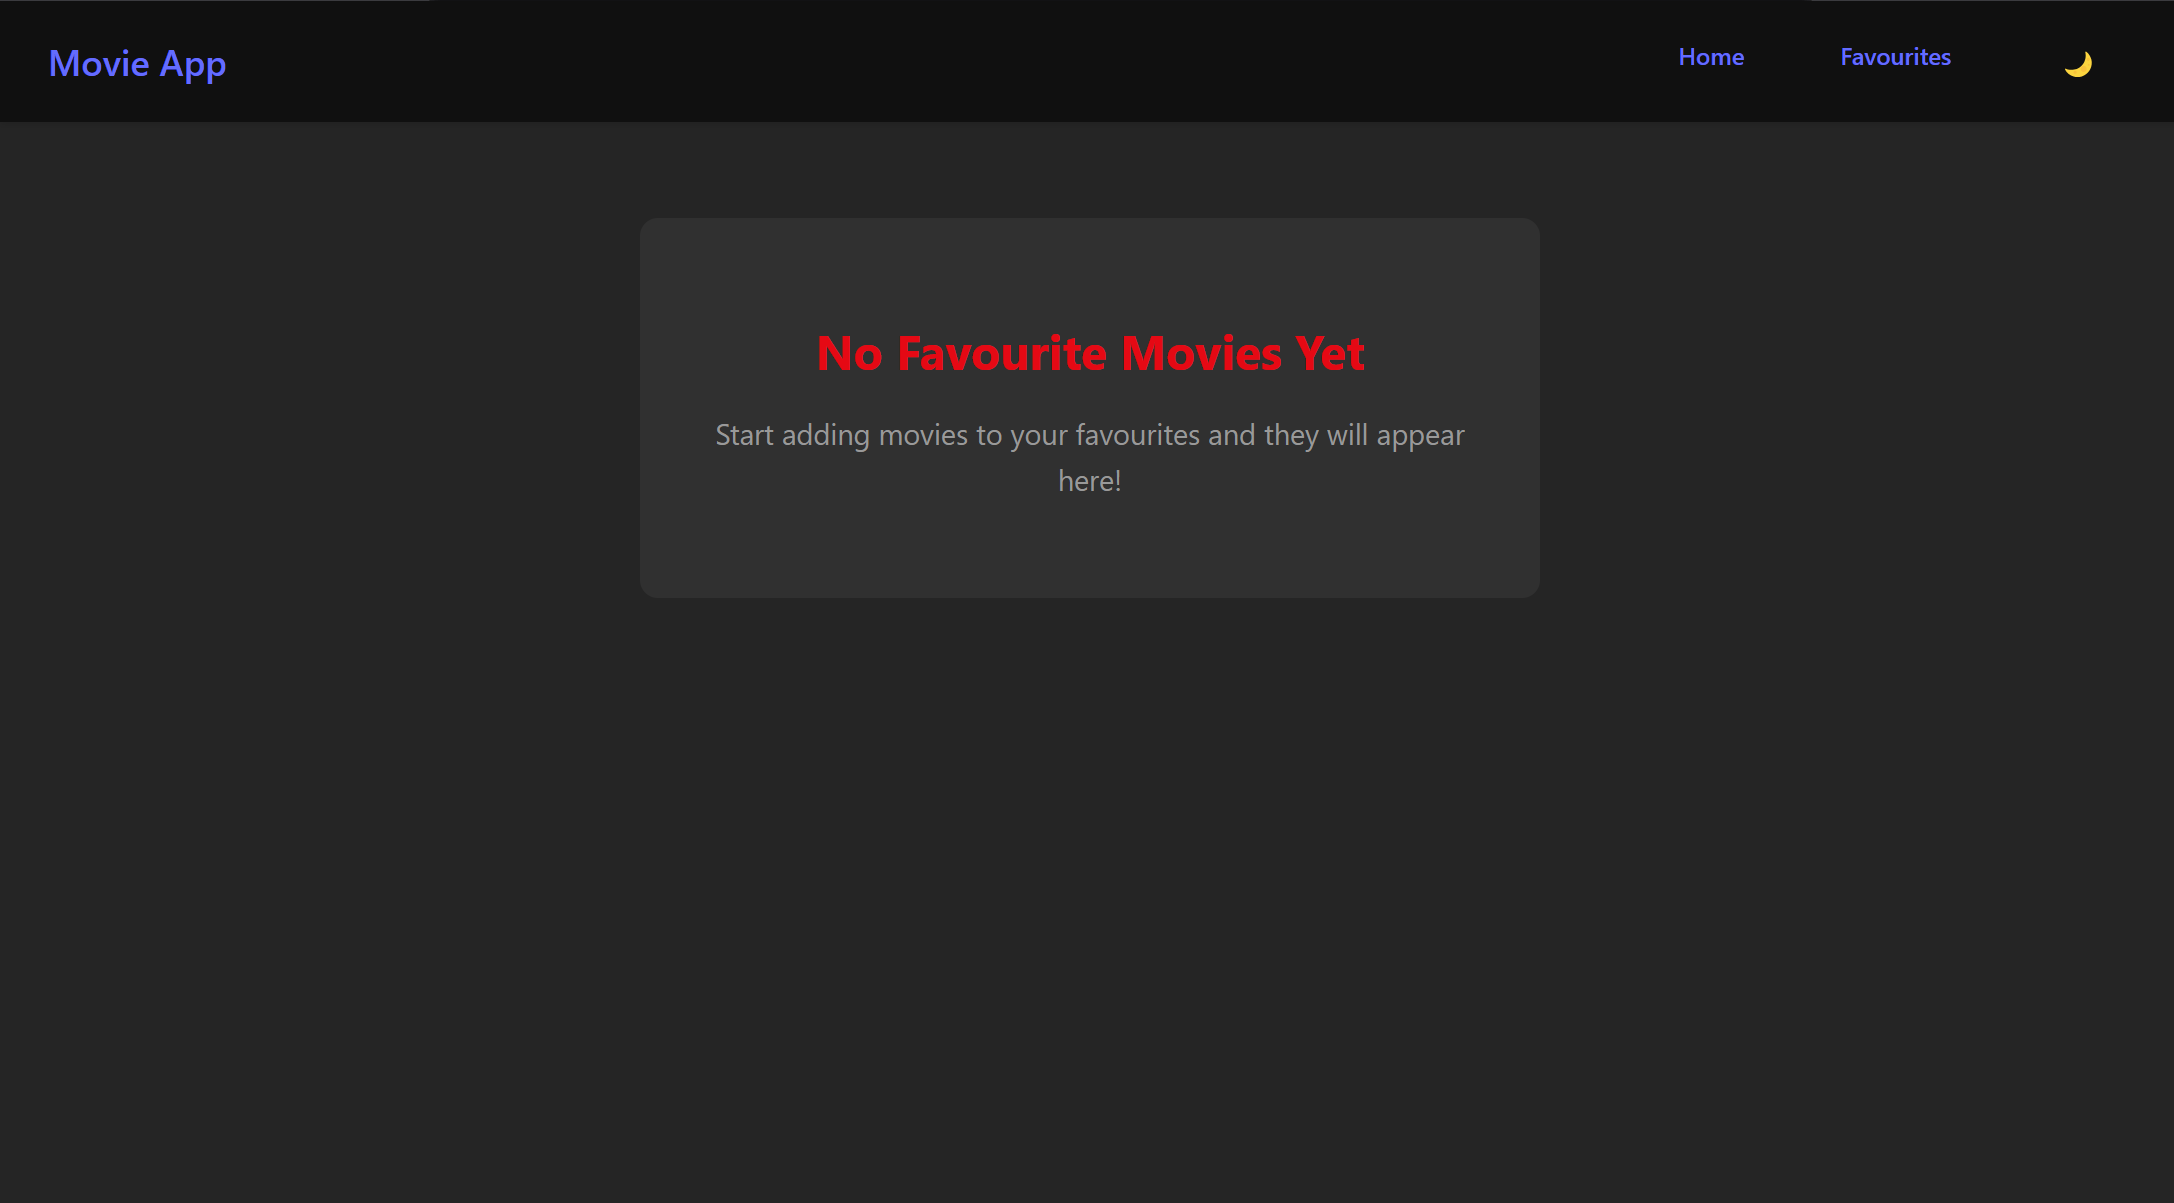 Movie App
Home
Favourites
No Favourite Movies Yet
Start adding movies to your favourites and they will appear
here!